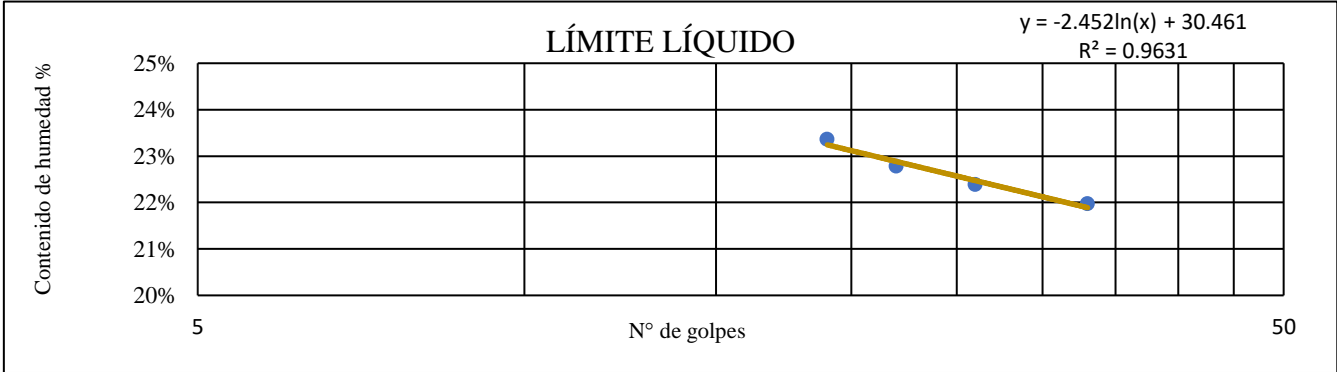 y = -2.452ln(x) + 30.461
R² = 0.9631
LÍMITE LÍQUIDO
Contenido de humedad %
25%
24%
23%
22%
21%
20%
5
N° de golpes
50